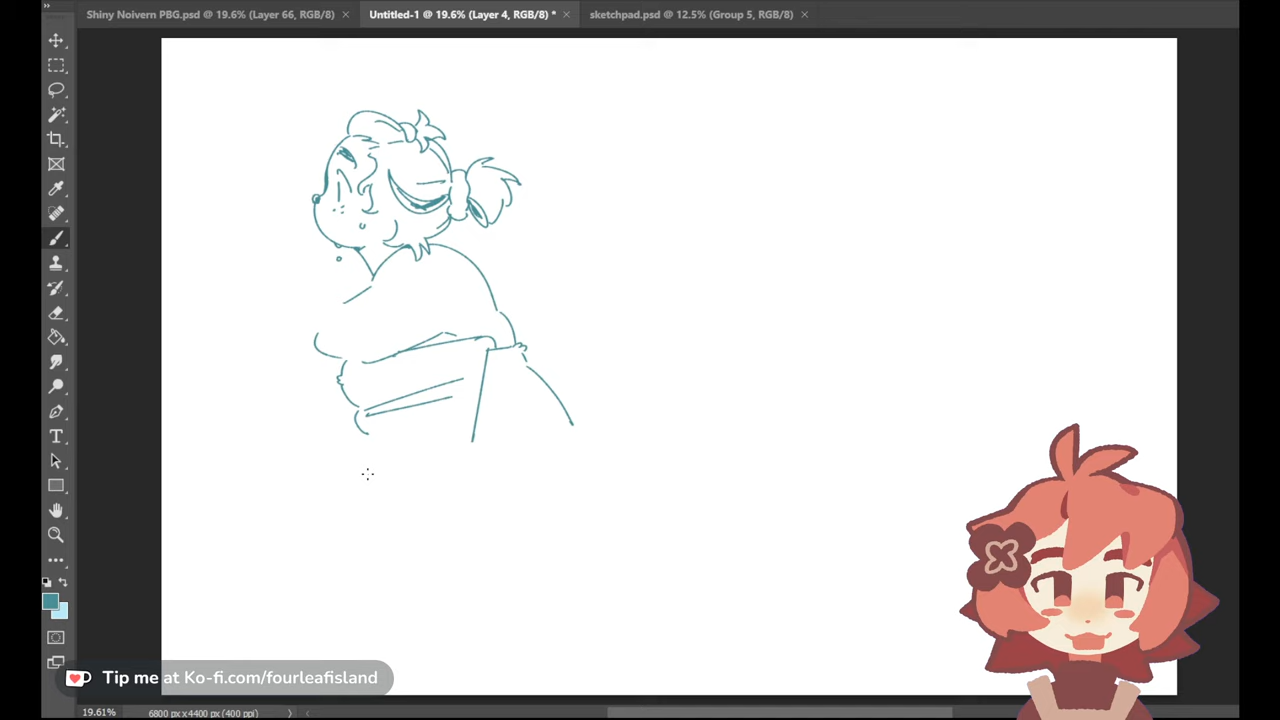 Shiny Noivern PBG.psd @ 19.6% (Layer 66, RGB/8) Untitled-1 @ 19.6% (Layer 4, RGB/8) * sketchpad.psd @ 12.5% (Group 5, RGB/8)
Tip me at Ko-fi.com/fourleafisland
19.61% 6800 px x 4400 px (400 ppi)